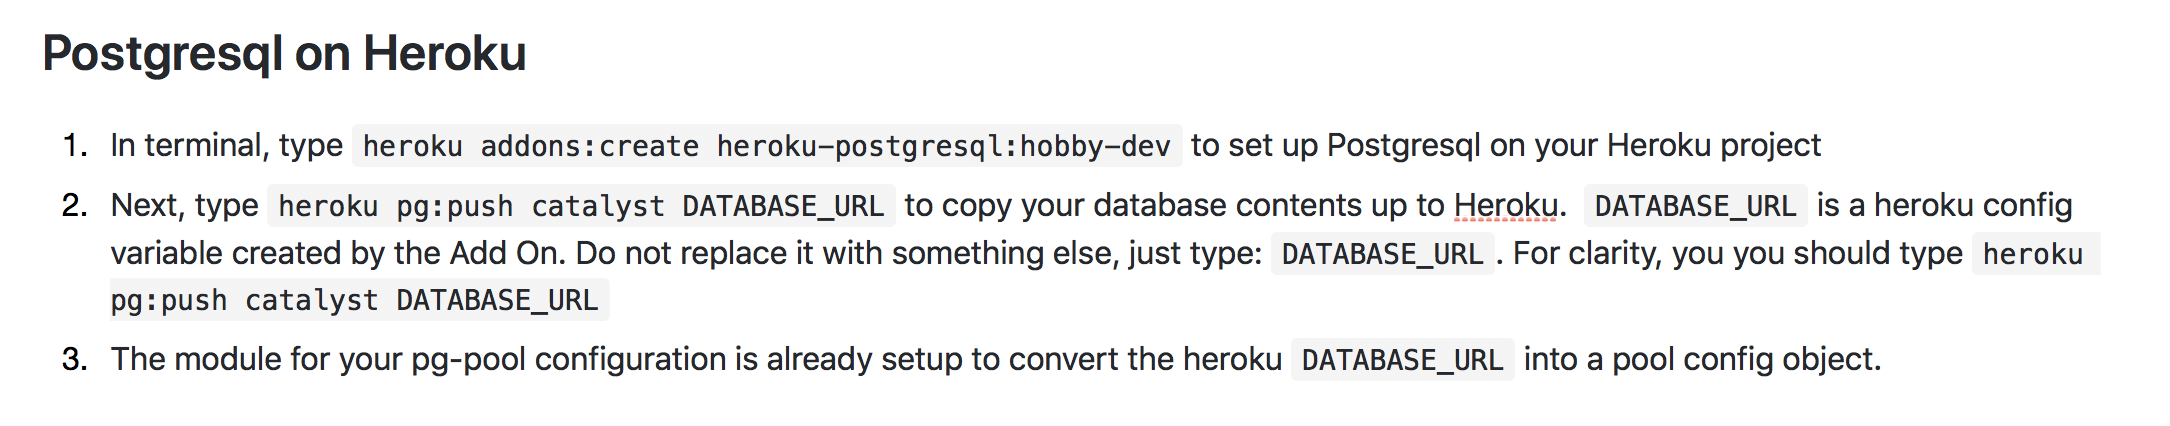 Postgresql on Heroku
1. In terminal, type heroku addons:create heroku-postgresql:hobby-dev to set up Postgresql on your Heroku project
2. Next, type heroku pg:push catalyst DATABASE_URL to copy your database contents up to Heroku. DATABASE_URL is a heroku config
variable created by the Add On. Do not replace it with something else, just type: DATABASE_URL. For clarity, you you should type heroku
pg:push catalyst DATABASE_URL
3. The module for your pg-pool configuration is already setup to convert the heroku DATABASE_URL into a pool config object.